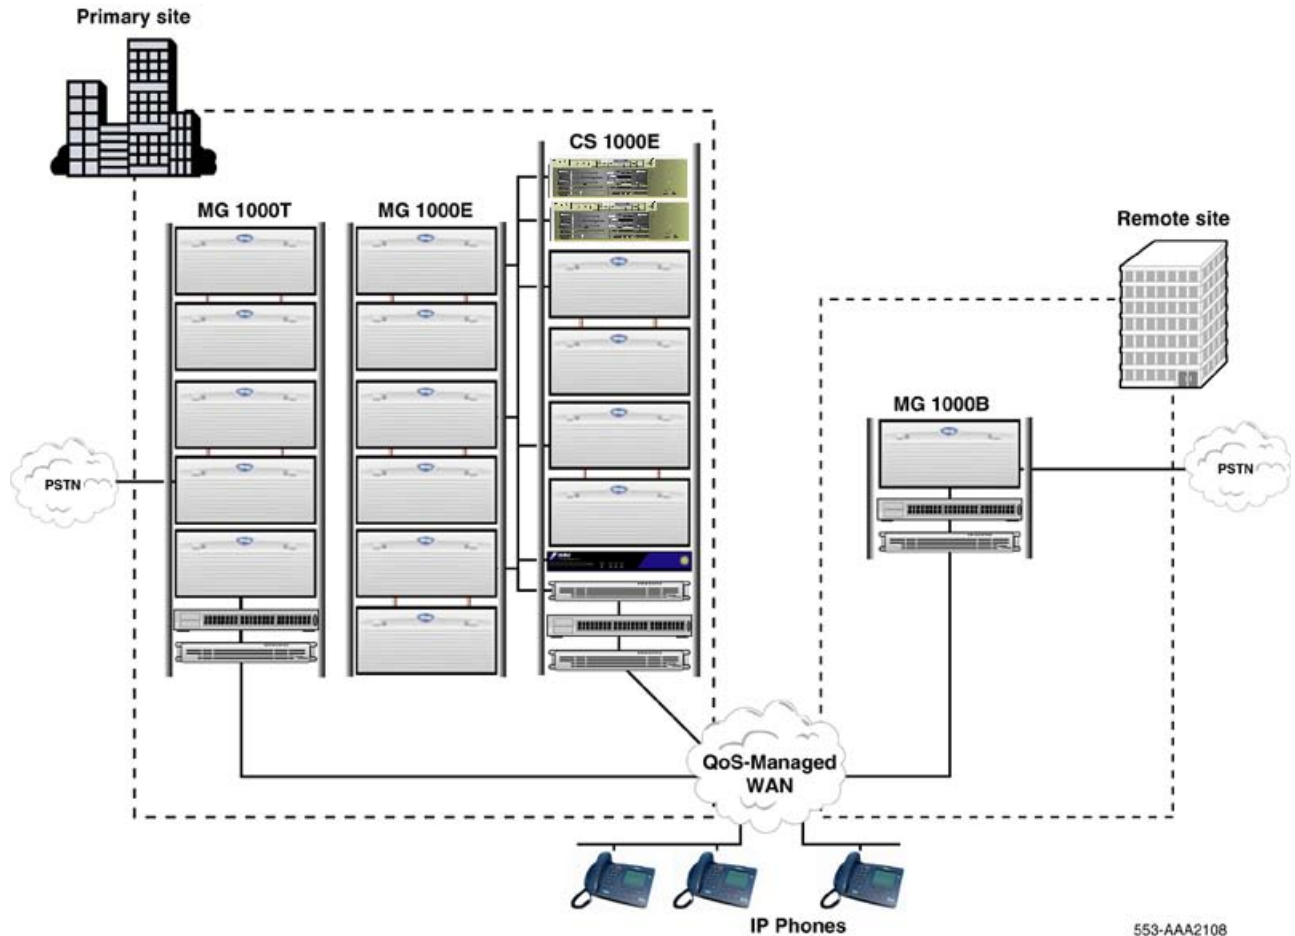 Primary site
CS 1000E
MG 1000T
MG 1000E
Remote site
MG 1000B
PSTN
PSTN
QoS-Managed
WAN
IP Phones
553-AAA2108